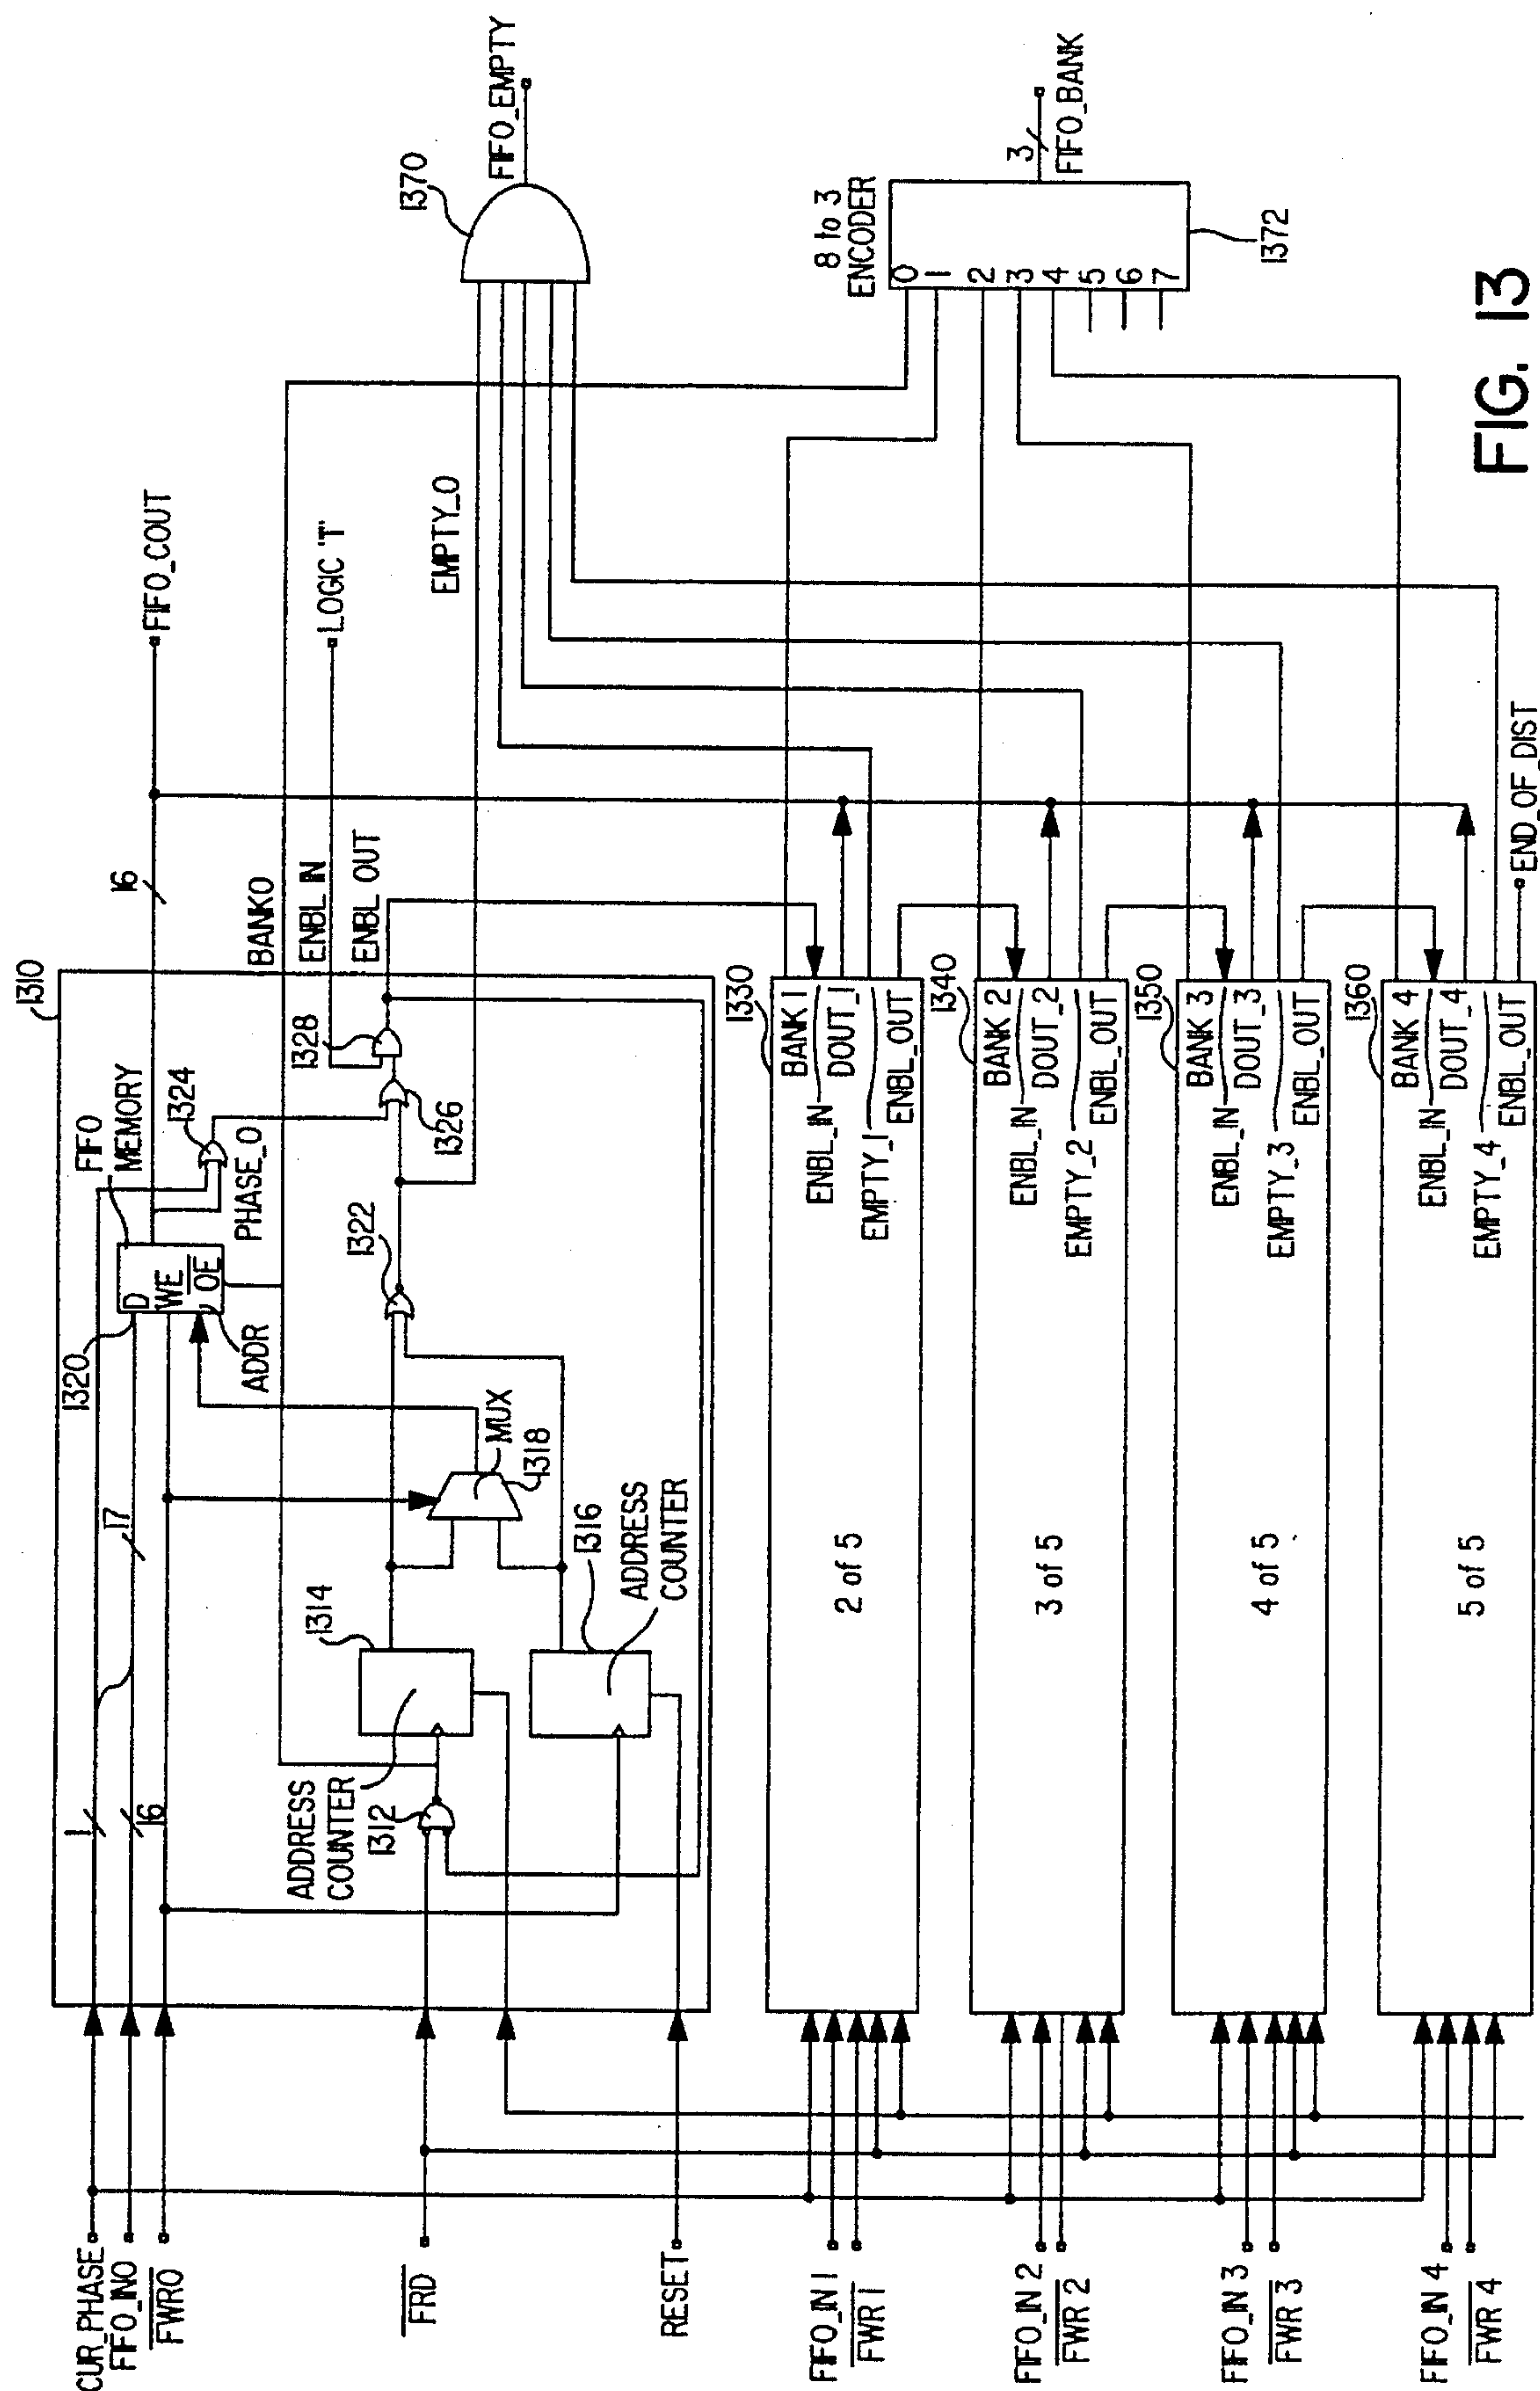 CUR_PHASE
FIFO_IN0
FWR0
FRD
RESET
FIFO_IN 1
FWR 1
FIFO_IN 2
FWR 2
FIFO_IN 3
FWR 3
FIFO_IN 4
FWR 4
1310
1
16
17
ADDRESS
COUNTER
1312
1314
1316
ADDRESS
COUNTER
MUX
1318
1320
D
WE
OE
ADDR
FIFO
MEMORY
1324
PHASE_0
1322
1326
1328
16
FIFO_COUT
BANK0
ENBL IN
LOGIC "1"
ENBL OUT
EMPTY_0
1370
FIFO_EMPTY
1330
2 of 5
BANK 1
ENBL_IN
DOUT_1
EMPTY_1
ENBL_OUT
1340
3 of 5
BANK 2
ENBL_IN
DOUT_2
EMPTY_2
ENBL_OUT
1350
4 of 5
BANK 3
ENBL_IN
DOUT_3
EMPTY_3
ENBL_OUT
1360
5 of 5
BANK 4
ENBL_IN
DOUT_4
EMPTY_4
ENBL_OUT
END_OF_DIST
8 to 3
ENCODER
0
1
2
3
4
5
6
7
3
FIFO_BANK
1372
FIG. 13